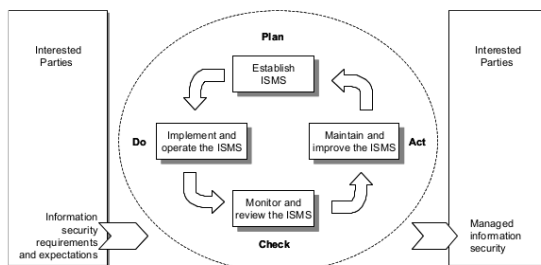 Interested
Parties
Plan
Establish
ISMS
Interested
Parties
Do
Implement and
operate the ISMS
Maintain and
improve the ISMS
Act
Monitor and
review the ISMS
Check
Information
security
requirements
and expectations
Managed
information
security